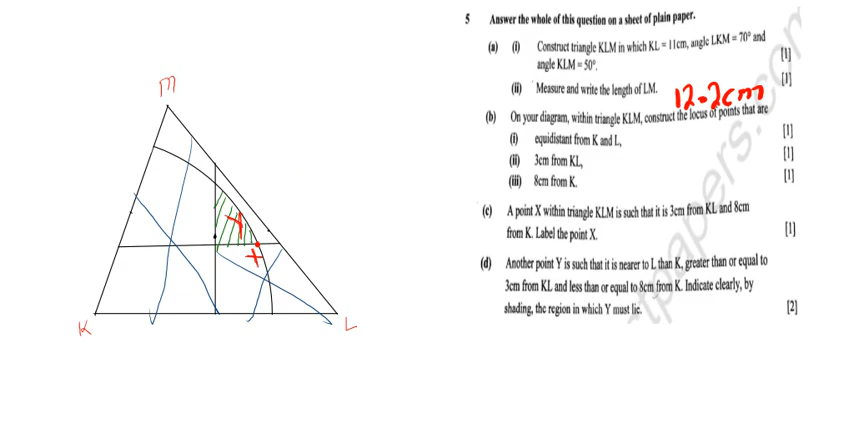 5 Answer the whole of this question on a sheet of plain paper.
(a) (i) Construct triangle KLM in which KL = 11cm, angle LKM = 70° and
angle KLM = 50°. [1]
(ii) Measure and write the length of LM. [1]
12.2cm
(b) On your diagram, within triangle KLM, construct the locus of points that are
(i) equidistant from K and L, [1]
(ii) 3cm from KL, [1]
(iii) 8cm from K. [1]
(c) A point X within triangle KLM is such that it is 3cm from KL and 8cm
from K. Label the point X. [1]
(d) Another point Y is such that it is nearer to L than K, greater than or equal to
3cm from KL and less than or equal to 8cm from K. Indicate clearly, by
shading, the region in which Y must lie. [2]
M
Y
X
K
L